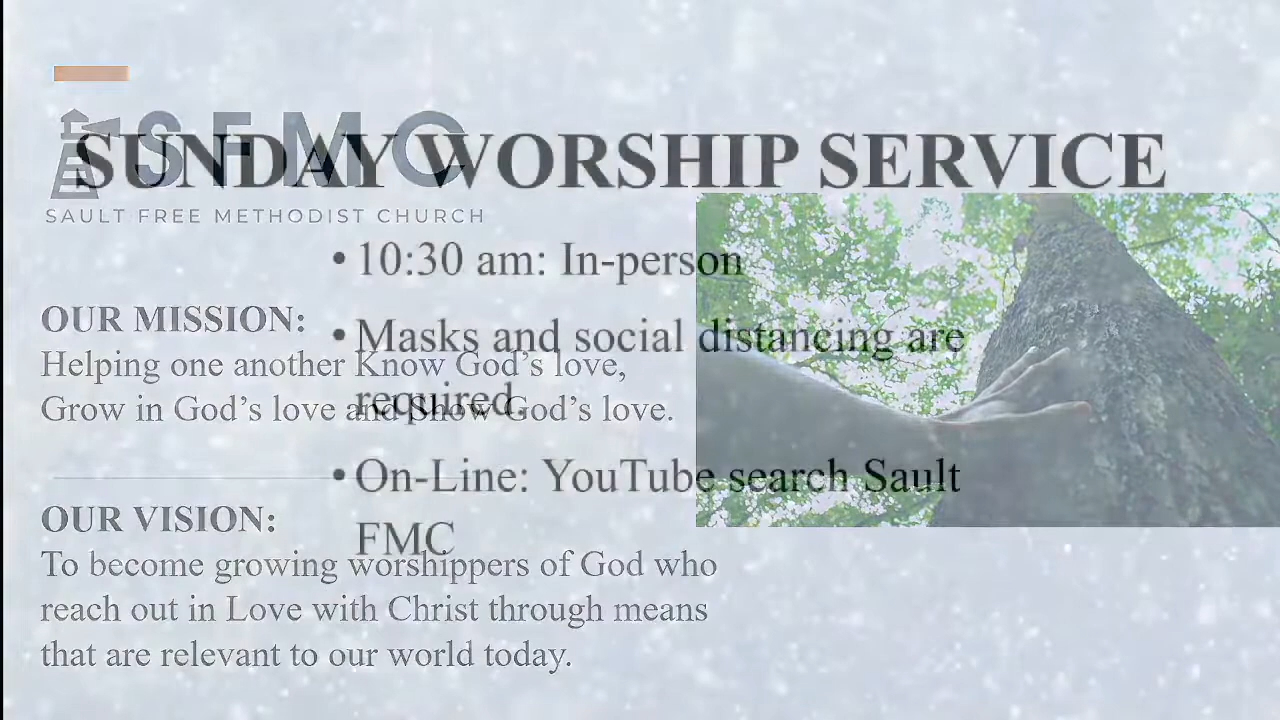 SFMC
SAULT FREE METHODIST CHURCH
SUNDAY WORSHIP SERVICE
• 10:30 am: In-person
• Masks and social distancing are
required.
• On-Line: YouTube search Sault
FMC
OUR MISSION:
Helping one another Know God’s love,
Grow in God’s love and Show God’s love.
OUR VISION:
To become growing worshippers of God who
reach out in Love with Christ through means
that are relevant to our world today.